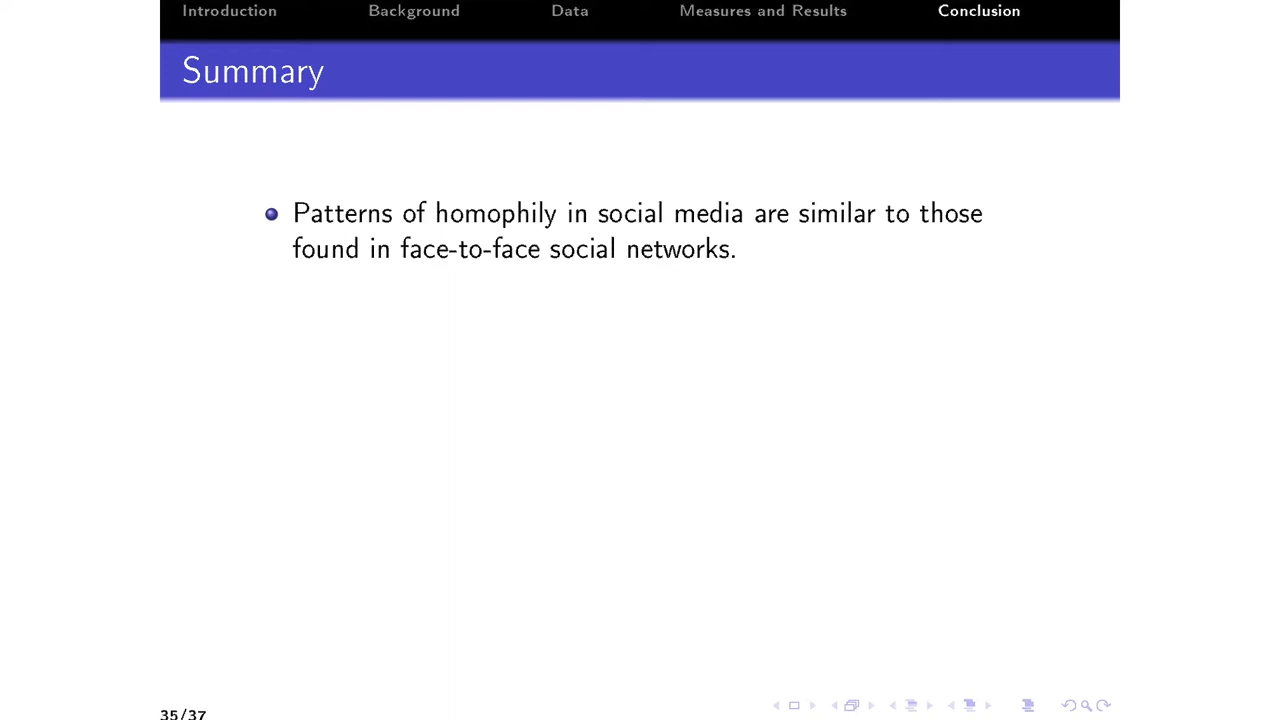 Introduction Background Data Measures and Results Conclusion
Summary
Patterns of homophily in social media are similar to those
found in face-to-face social networks.
35/37